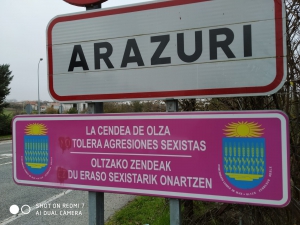 ARAZURI
LA CENDEA DE OLZA
TOLERA AGRESIONES SEXISTAS
OLTZAKO ZENDEAK
DU ERASO SEXISTARIK ONARTZEN
SHOT ON REDMI 7
AI DUAL CAMERA